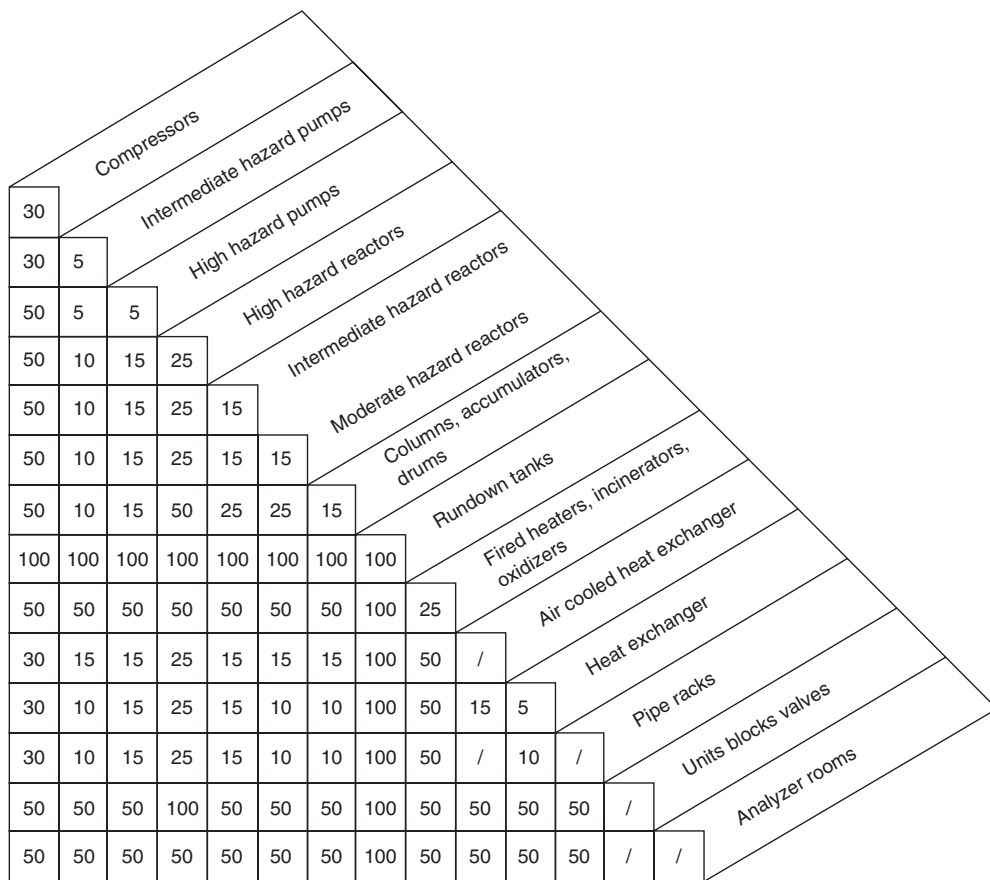 Compressors
Intermediate hazard pumps
High hazard pumps
High hazard reactors
Intermediate hazard reactors
Moderate hazard reactors
Columns, accumulators,
drums
Rundown tanks
Fired heaters, incinerators,
oxidizers
Air cooled heat exchanger
Heat exchanger
Pipe racks
Units blocks valves
Analyzer rooms
30
30 5
50 5 5
50 10 15 25
50 10 15 25 15
50 10 15 25 15 15
50 10 15 50 25 25 15
100 100 100 100 100 100 100 100
50 50 50 50 50 50 50 100 25
30 15 15 25 15 15 15 100 50 /
30 10 15 25 15 10 10 100 50 15 5
30 10 15 25 15 10 10 100 50 / 10 /
50 50 50 100 50 50 50 100 50 50 50 50 /
50 50 50 50 50 50 50 100 50 50 50 50 / /